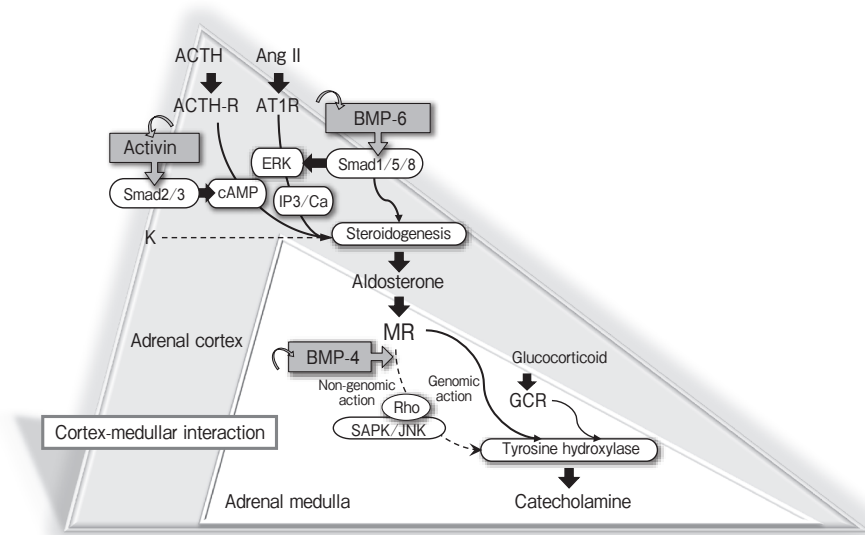 ACTH
Ang II
ACTH-R
AT1R
BMP-6
Activin
ERK
Smad1/5/8
Smad2/3
cAMP
IP3/Ca
K
Steroidogenesis
Aldosterone
Adrenal cortex
MR
BMP-4
Glucocorticoid
Non-genomic
action
Genomic
action
GCR
Rho
SAPK/JNK
Cortex-medullar interaction
Tyrosine hydroxylase
Adrenal medulla
Catecholamine